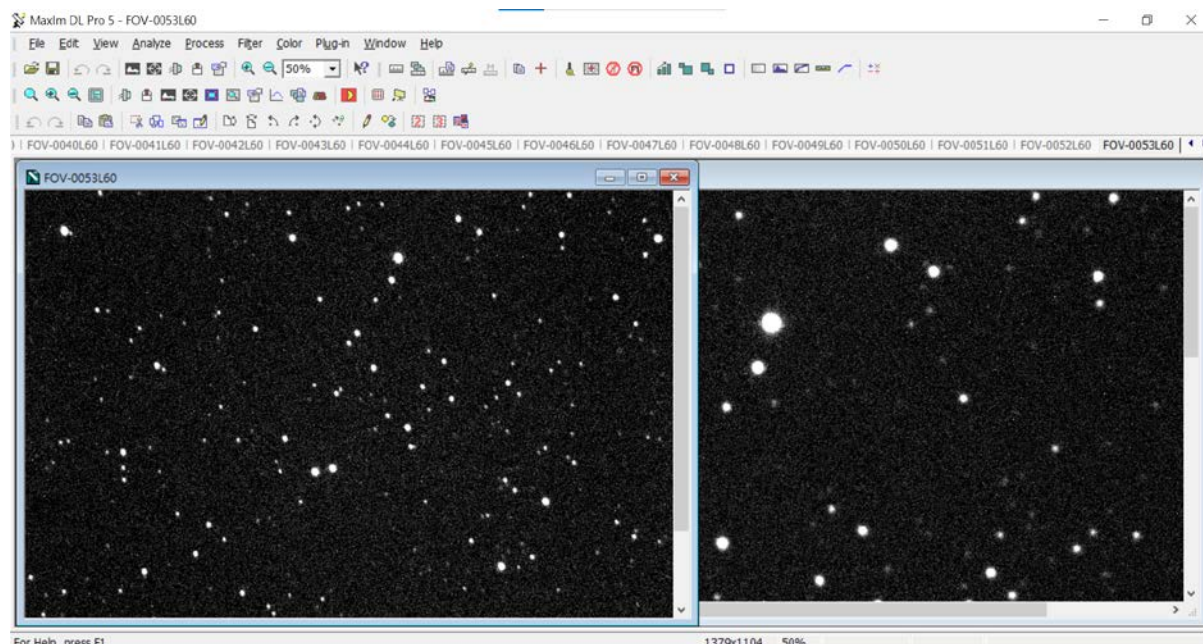 MaxIm DL Pro 5 - FOV-0053L60
File Edit View Analyze Process Filter Color Plug-in Window Help
50%
FOV-0040L60 | FOV-0041L60 | FOV-0042L60 | FOV-0043L60 | FOV-0044L60 | FOV-0045L60 | FOV-0046L60 | FOV-0047L60 | FOV-0048L60 | FOV-0049L60 | FOV-0050L60 | FOV-0051L60 | FOV-0052L60 FOV-0053L60
FOV-0053L60
For Help, press F1 1379x1104 50%